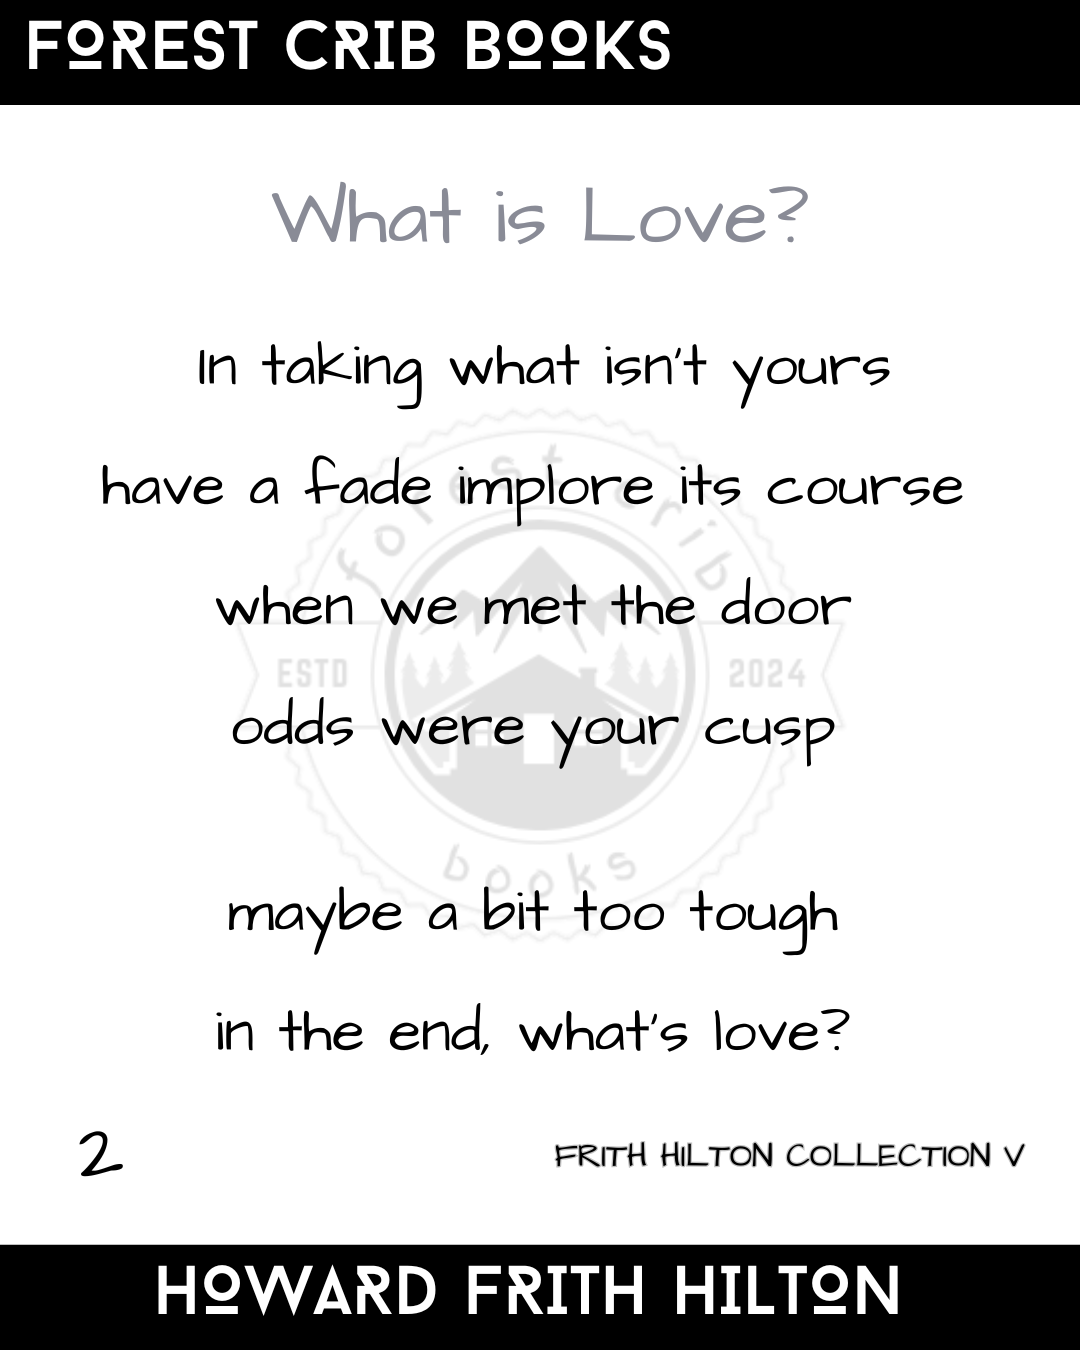 FOREST CRIB BOOKS
What is Love?
In taking what isn't yours
have a fade implore its course
when we met the door
odds were your cusp
maybe a bit too tough
in the end, what's love?
forest crib
ESTD 2024
books
2
FRITH HILTON COLLECTION V
HOWARD FRITH HILTON